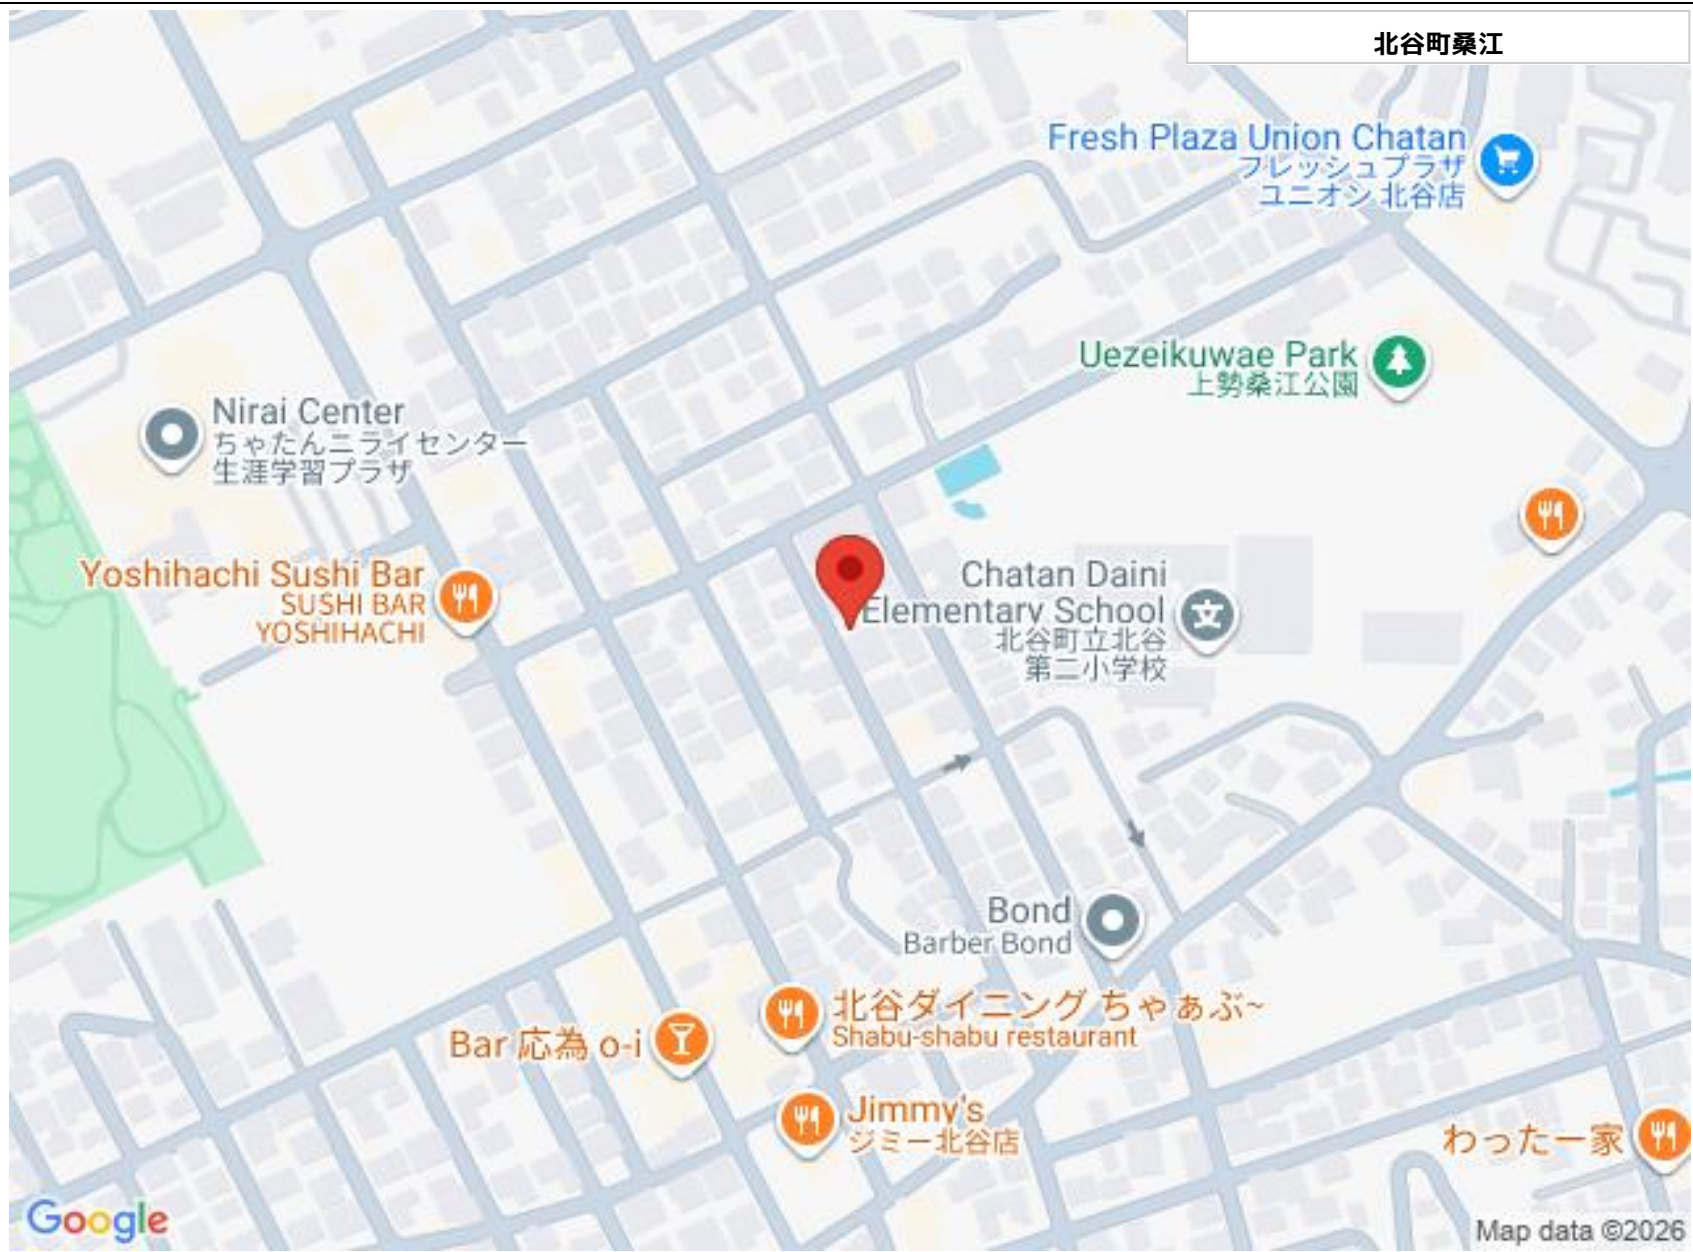 北谷町桑江
Fresh Plaza Union Chatan
フレッシュプラザ
ユニオン 北谷店
Uezeikuwae Park
上勢桑江公園
Nirai Center
ちゃたんニライセンター
生涯学習プラザ
Yoshihachi Sushi Bar
SUSHI BAR
YOSHIHACHI
Chatan Daini
Elementary School
北谷町立北谷
第二小学校
Bond
Barber Bond
北谷ダイニング ちゃぁぶ~
Shabu-shabu restaurant
Bar 応為 o-i
Jimmy's
ジミー北谷店
わったー家
Google
Map data ©2026